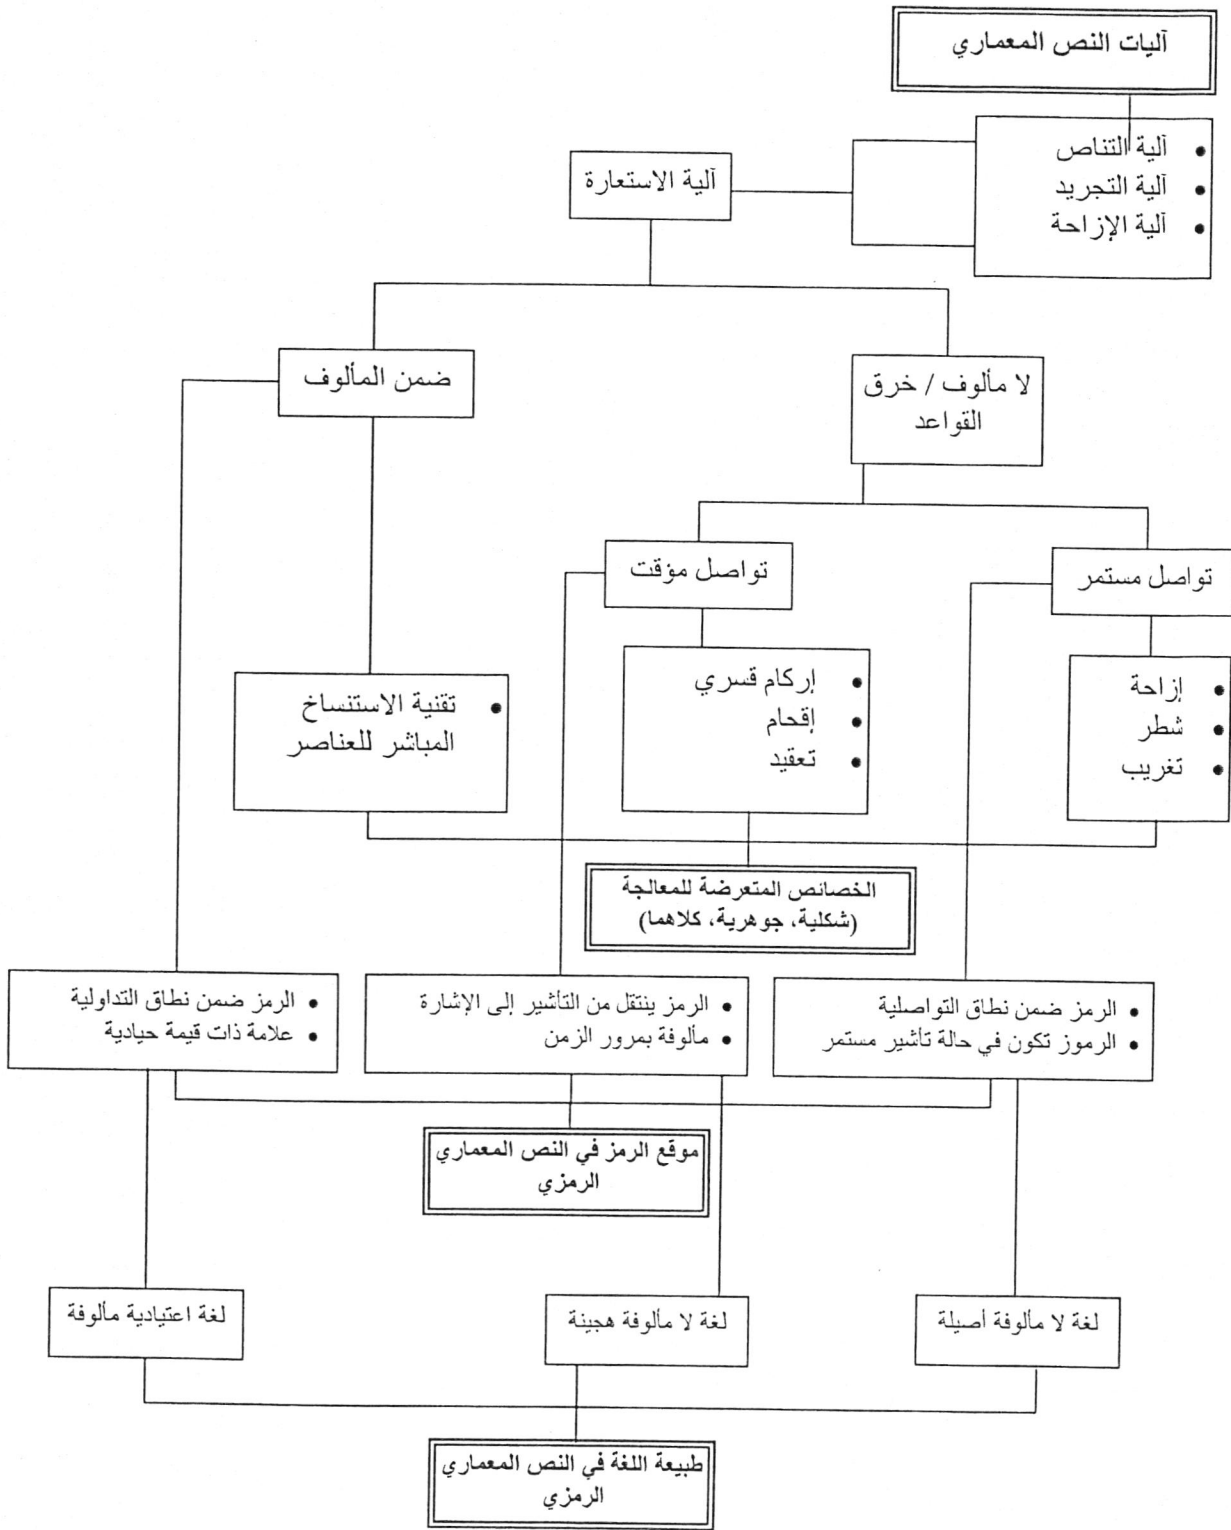 آليات النص المعماري
• آلية التناص
• آلية التجريد
• آلية الإزاحة
آلية الاستعارة
لا مألوف / خرق
القواعد
ضمن المألوف
تواصل مستمر
تواصل مؤقت
• إزاحة
• شطر
• تغريب
• إركام قسري
• إقحام
• تعقيد
• تقنية الاستنساخ
المباشر للعناصر
الخصائص المتعرضة للمعالجة
(شكلية، جوهرية، كلاهما)
• الرمز ضمن نطاق التواصلية
• الرموز تكون في حالة تأشير مستمر
• الرمز ينتقل من التأشير إلى الإشارة
• مألوفة بمرور الزمن
• الرمز ضمن نطاق التداولية
• علامة ذات قيمة حيادية
موقع الرمز في النص المعماري
الرمزي
لغة لا مألوفة أصيلة
لغة لا مألوفة هجينة
لغة اعتيادية مألوفة
طبيعة اللغة في النص المعماري
الرمزي